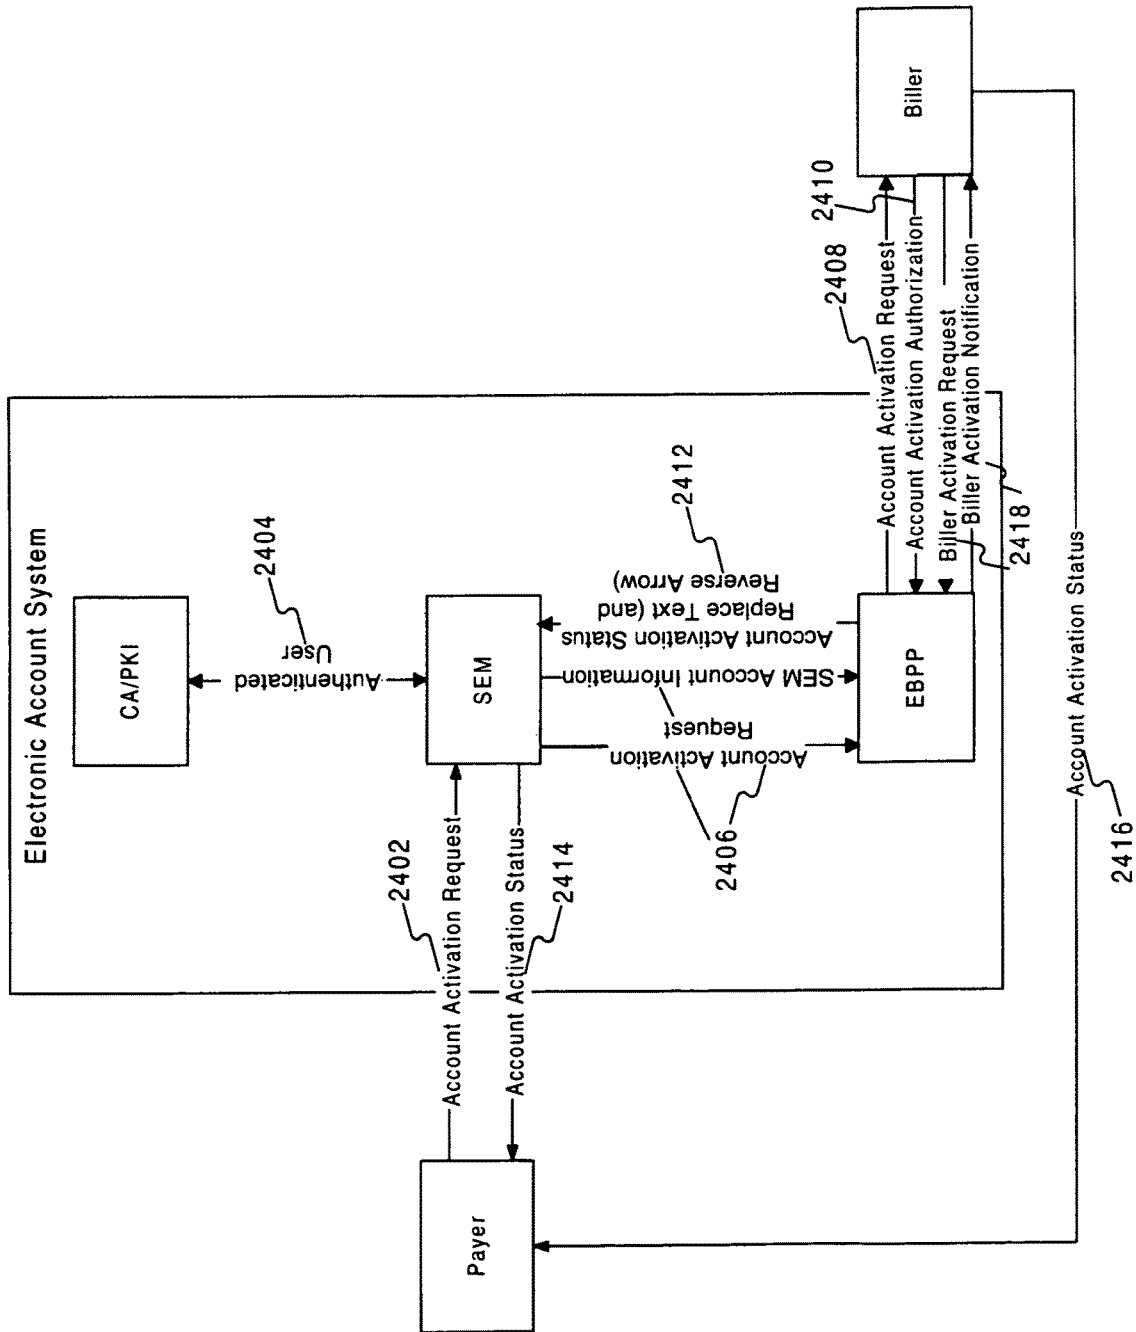 Electronic Account System
CA/PKI
2404
Authenticated
User
SEM
2402
Account Activation Request
Account Activation Status
2414
Payer
2406
Account Activation
Request
SEM Account Information
Account Activation Status
Replace Text (and
Reverse Arrow)
2412
EBPP
2408
Account Activation Request
2410
Account Activation Authorization
Biller Activation Request
Biller Activation Notification
2418
Biller
Account Activation Status
2416